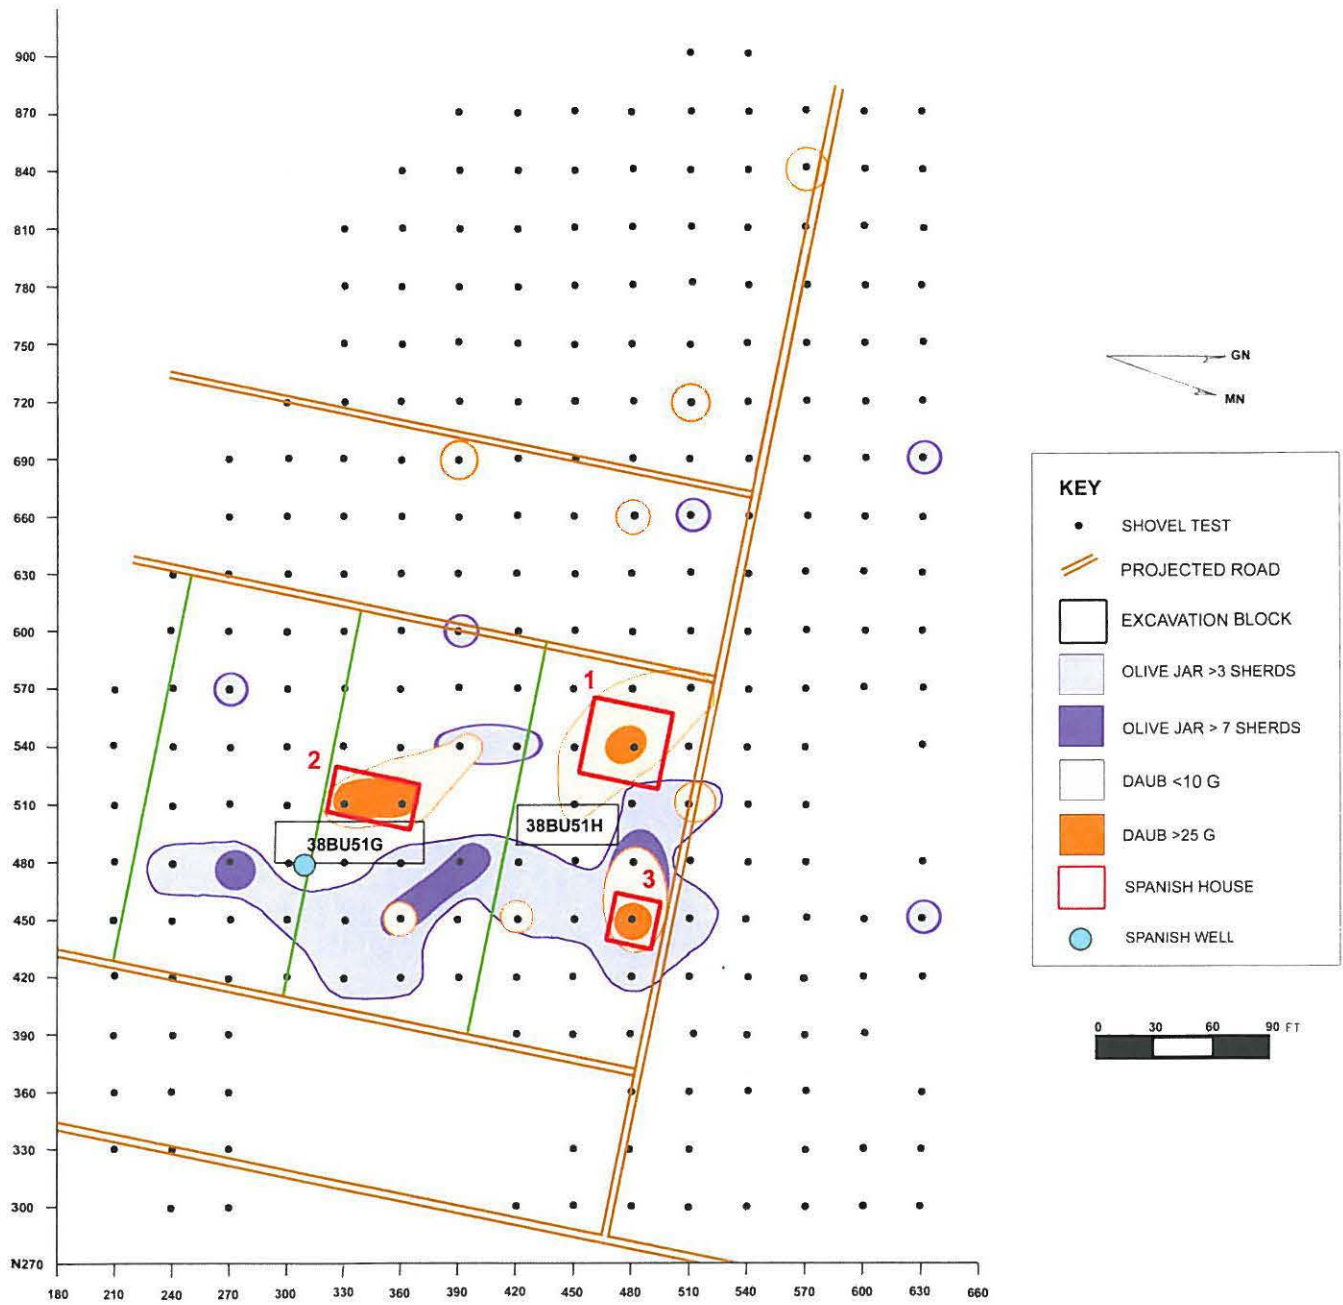 900
870
840
810
780
750
720
690
660
630
600
570
540
510
480
450
420
390
360
330
300
N270
180 210 240 270 300 330 360 390 420 450 480 510 540 570 600 630 660
1
2
38BU51G
38BU51H
3
GN
MN
KEY
SHOVEL TEST
PROJECTED ROAD
EXCAVATION BLOCK
OLIVE JAR >3 SHERDS
OLIVE JAR > 7 SHERDS
DAUB <10 G
DAUB >25 G
SPANISH HOUSE
SPANISH WELL
0 30 60 90 FT